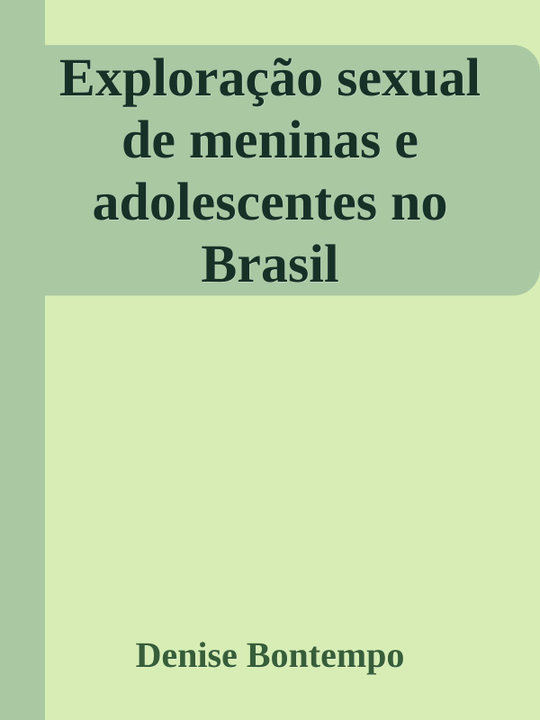 Exploração sexual
de meninas e
adolescentes no
Brasil
Denise Bontempo